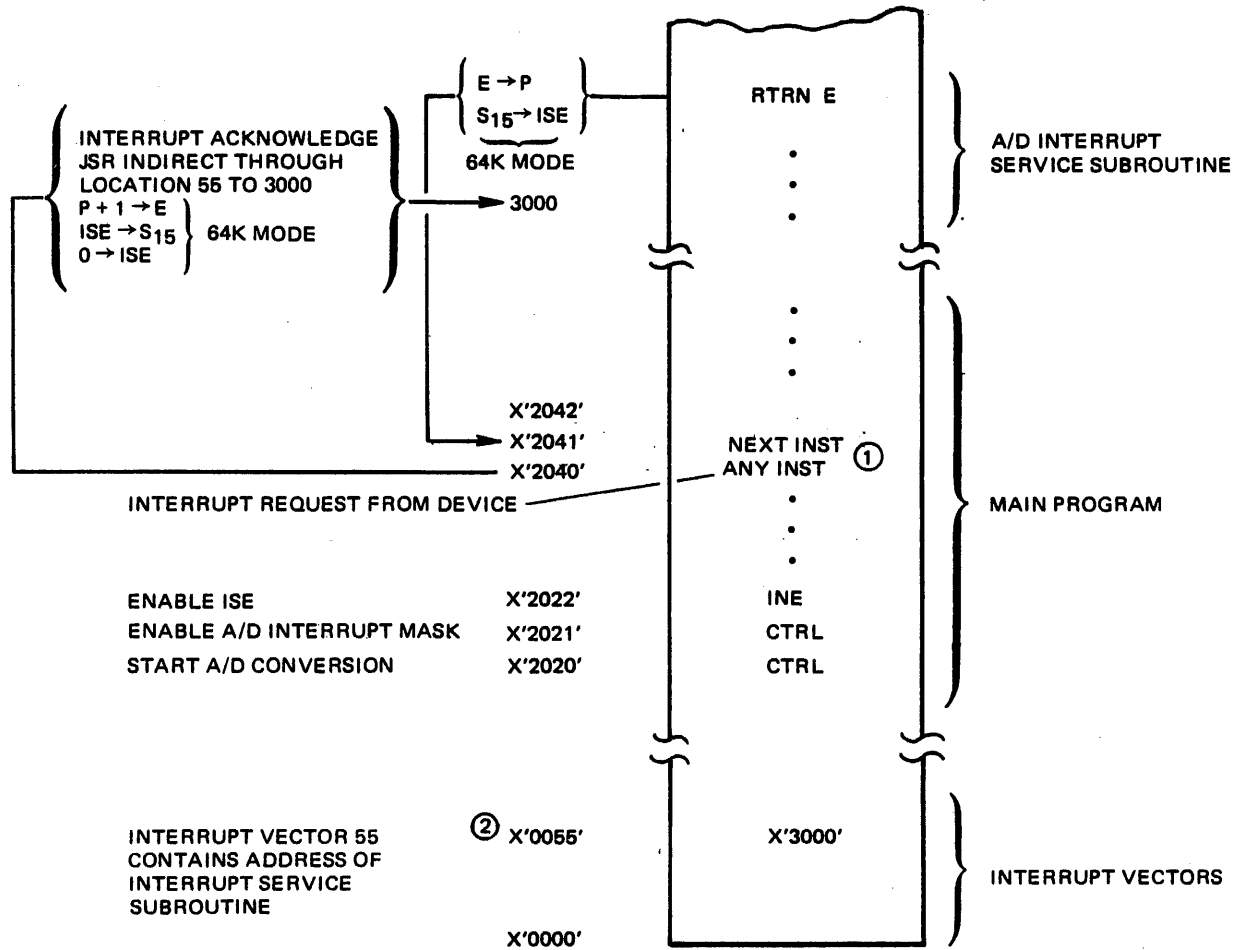 E → P
S15 → ISE
64K MODE
RTRN E
A/D INTERRUPT
SERVICE SUBROUTINE
INTERRUPT ACKNOWLEDGE
JSR INDIRECT THROUGH
LOCATION 55 TO 3000
P + 1 → E
ISE → S15
0 → ISE
64K MODE
3000
X'2042'
X'2041'
NEXT INST
X'2040'
ANY INST
①
INTERRUPT REQUEST FROM DEVICE
MAIN PROGRAM
ENABLE ISE X'2022' INE
ENABLE A/D INTERRUPT MASK X'2021' CTRL
START A/D CONVERSION X'2020' CTRL
INTERRUPT VECTOR 55 ② X'0055' X'3000'
CONTAINS ADDRESS OF
INTERRUPT SERVICE
SUBROUTINE
INTERRUPT VECTORS
X'0000'